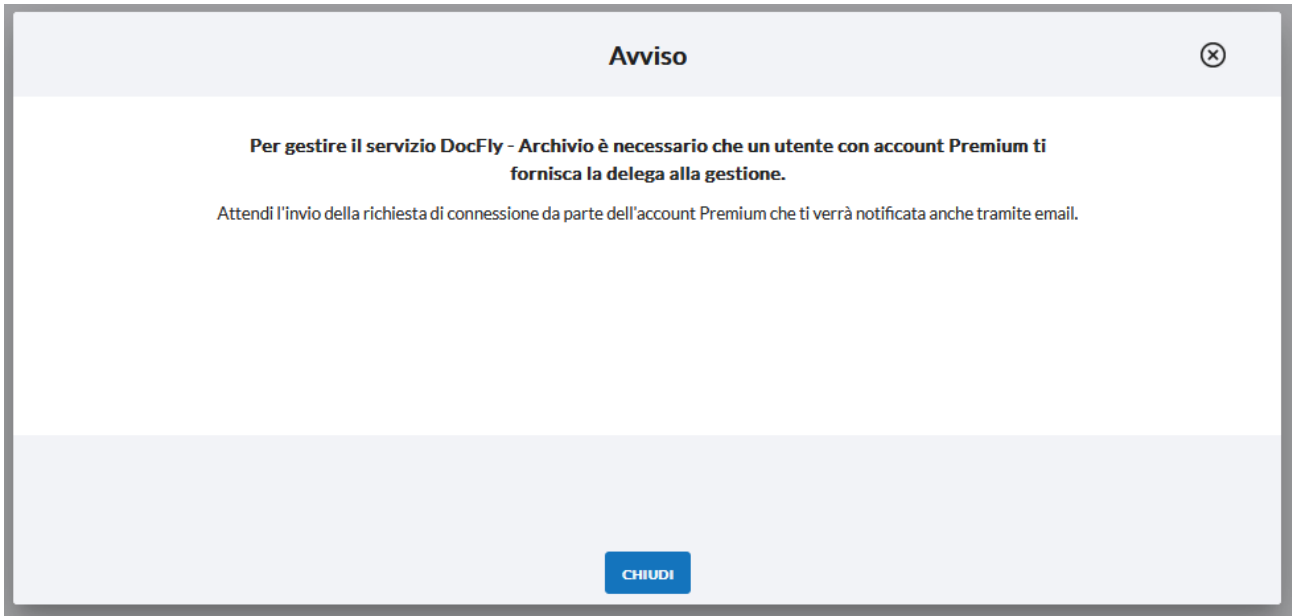 Avviso
Per gestire il servizio DocFly - Archivio è necessario che un utente con account Premium ti
fornisca la delega alla gestione.
Attendi l'invio della richiesta di connessione da parte dell'account Premium che ti verrà notificata anche tramite email.
CHIUDI